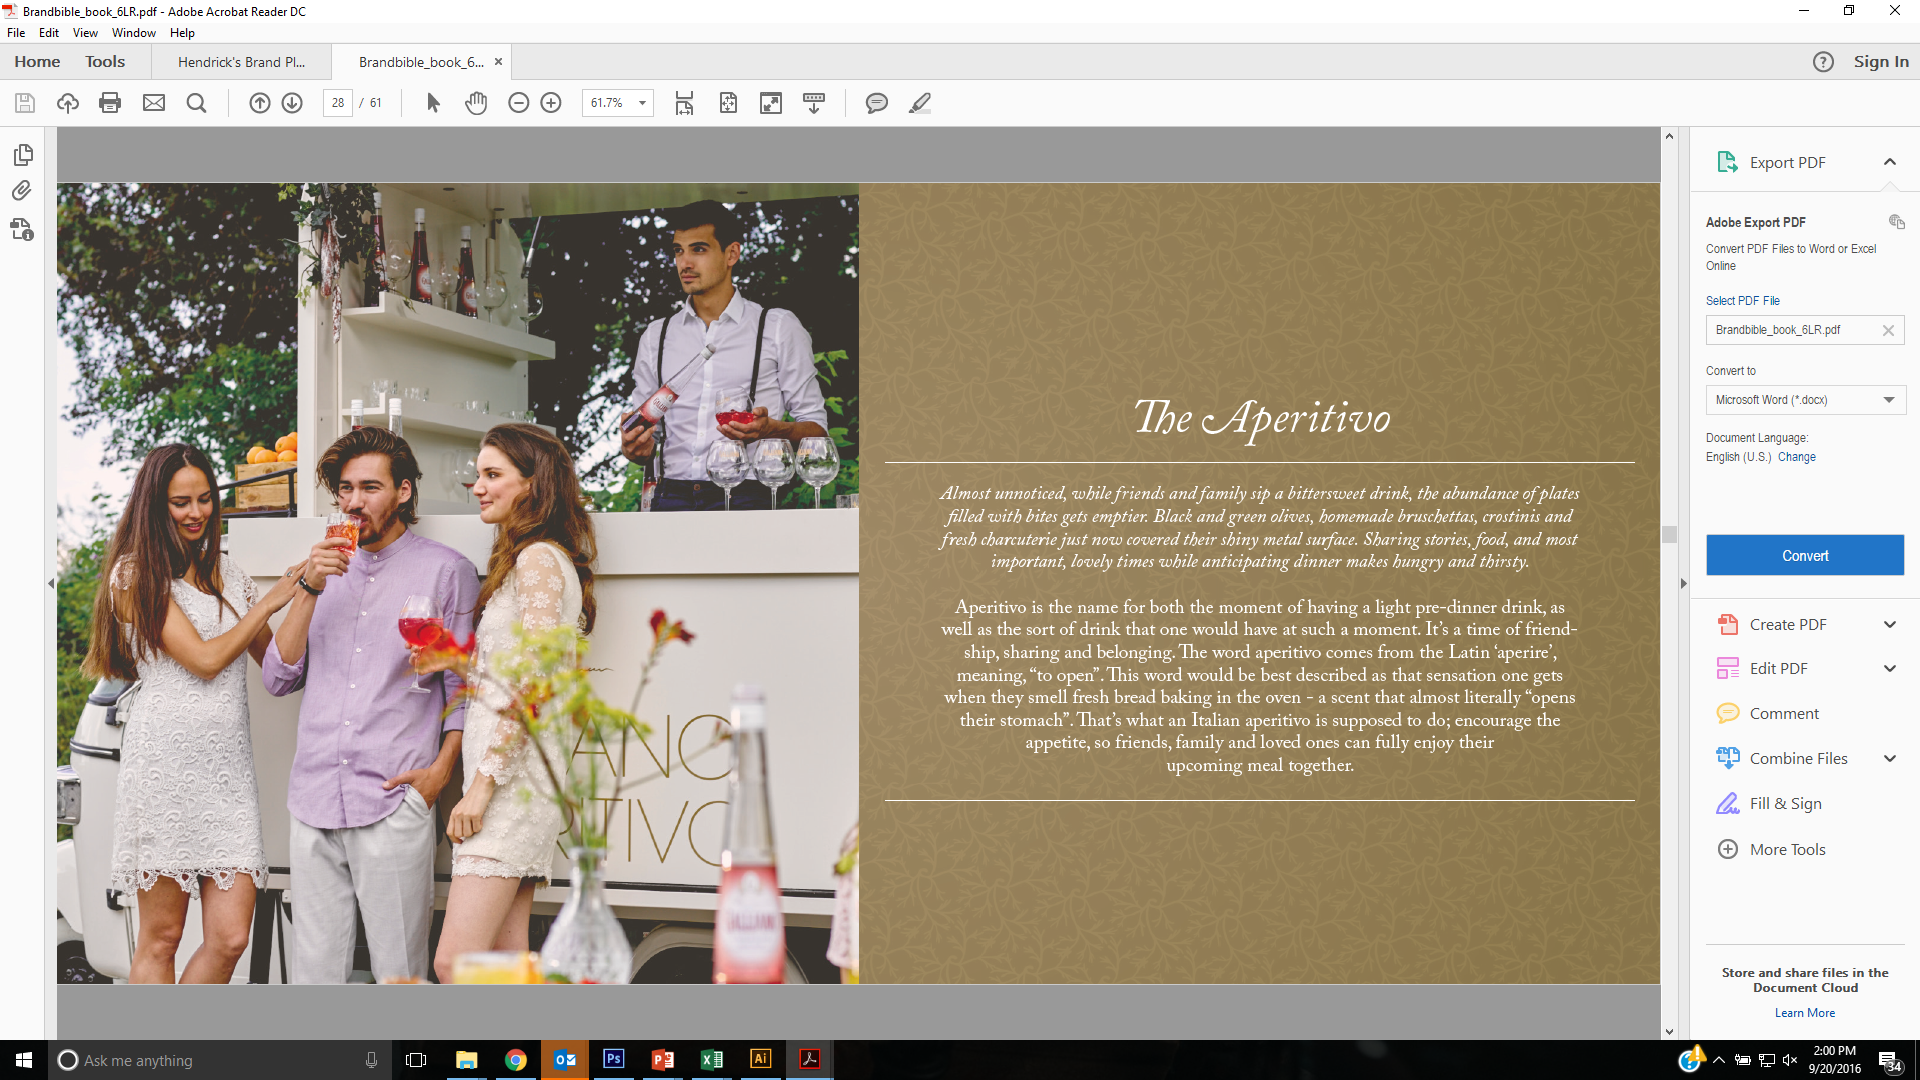 Brandbible_book_6LR.pdf - Adobe Acrobat Reader DC
File Edit View Window Help
Home Tools Hendrick's Brand Pl... Brandbible_book_6... Sign In
28 / 61 61.7%
The Aperitivo
Almost unnoticed, while friends and family sip a bittersweet drink, the abundance of plates
filled with bites gets emptier. Black and green olives, homemade bruschettas, crostinis and
fresh charcuterie just now covered their shiny metal surface. Sharing stories, food, and most
important, lovely times while anticipating dinner makes hungry and thirsty.
Aperitivo is the name for both the moment of having a light pre-dinner drink, as
well as the sort of drink that one would have at such a moment. It's a time of friend-
ship, sharing and belonging. The word aperitivo comes from the Latin ‘aperire’,
meaning, “to open”. This word would be best described as that sensation one gets
when they smell fresh bread baking in the oven - a scent that almost literally “opens
their stomach”. That's what an Italian aperitivo is supposed to do; encourage the
appetite, so friends, family and loved ones can fully enjoy their
upcoming meal together.
Export PDF
Adobe Export PDF
Convert PDF Files to Word or Excel
Online
Select PDF File
Brandbible_book_6LR.pdf
Convert to
Microsoft Word (*.docx)
Document Language:
English (U.S.) Change
Convert
Create PDF
Edit PDF
Comment
Combine Files
Fill & Sign
More Tools
Store and share files in the
Document Cloud
Learn More
Ask me anything
2:00 PM
9/20/2016
34